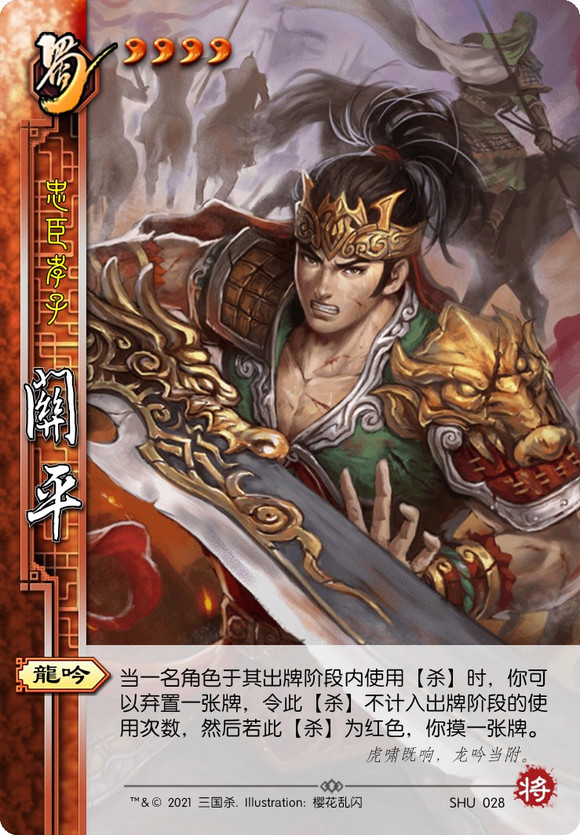 蜀
忠臣孝子
關平
龍吟
当一名角色于其出牌阶段内使用【杀】时，你可
以弃置一张牌，令此【杀】不计入出牌阶段的使
用次数，然后若此【杀】为红色，你摸一张牌。
虎啸既响，龙吟当附。
™&© 2021 三国杀. Illustration: 樱花乱闪
SHU 028
将